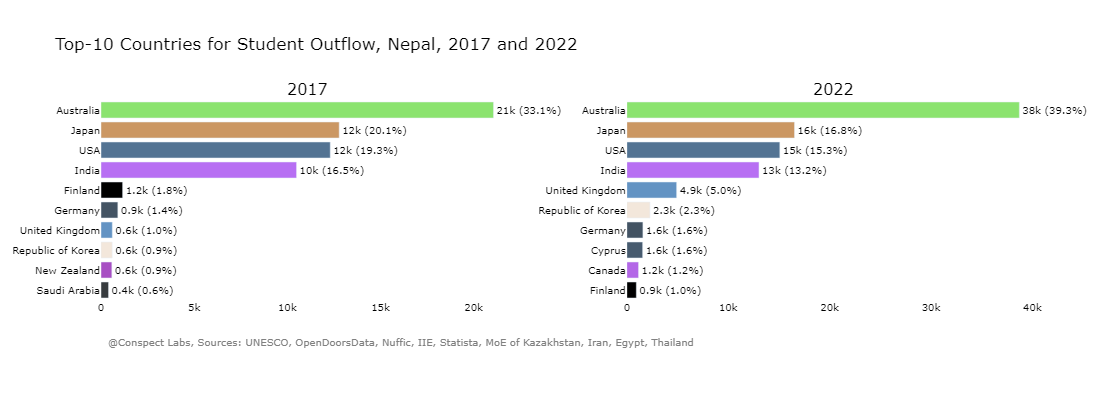 Top-10 Countries for Student Outflow, Nepal, 2017 and 2022
2017
Australia 21k (33.1%)
Japan 12k (20.1%)
USA 12k (19.3%)
India 10k (16.5%)
Finland 1.2k (1.8%)
Germany 0.9k (1.4%)
United Kingdom 0.6k (1.0%)
Republic of Korea 0.6k (0.9%)
New Zealand 0.6k (0.9%)
Saudi Arabia 0.4k (0.6%)
0 5k 10k 15k 20k
2022
Australia 38k (39.3%)
Japan 16k (16.8%)
USA 15k (15.3%)
India 13k (13.2%)
United Kingdom 4.9k (5.0%)
Republic of Korea 2.3k (2.3%)
Germany 1.6k (1.6%)
Cyprus 1.6k (1.6%)
Canada 1.2k (1.2%)
Finland 0.9k (1.0%)
0 10k 20k 30k 40k
@Conspect Labs, Sources: UNESCO, OpenDoorsData, Nuffic, IIE, Statista, MoE of Kazakhstan, Iran, Egypt, Thailand